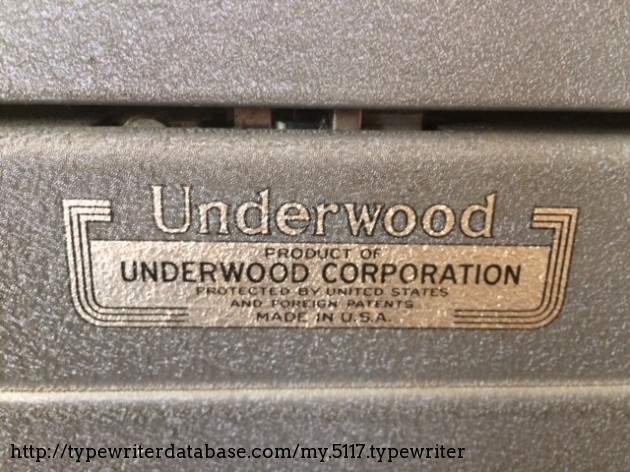 Underwood
PRODUCT OF
UNDERWOOD CORPORATION
PROTECTED BY UNITED STATES
AND FOREIGN PATENTS
MADE IN U.S.A.
http://typewriterdatabase.com/my.5117.typewriter